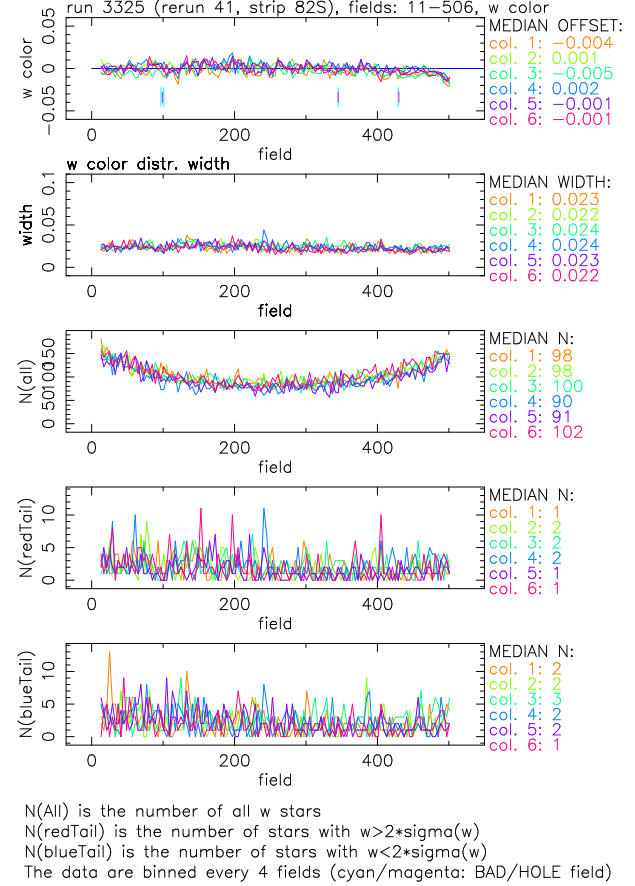 run 3325 (rerun 41, strip 82S), fields: 11−506, w color
MEDIAN OFFSET:
col. 1: −0.004
col. 2: 0.001
col. 3: −0.005
col. 4: 0.002
col. 5: −0.001
col. 6: −0.001
w color
0.05
0
−0.05
0 200 400
field
w color distr. width
MEDIAN WIDTH:
col. 1: 0.023
col. 2: 0.022
col. 3: 0.024
col. 4: 0.024
col. 5: 0.023
col. 6: 0.022
width
0.1
0.05
0
0 200 400
field
MEDIAN N:
col. 1: 98
col. 2: 98
col. 3: 100
col. 4: 90
col. 5: 91
col. 6: 102
N(all)
150
100
50
0
0 200 400
field
MEDIAN N:
col. 1: 1
col. 2: 2
col. 3: 2
col. 4: 2
col. 5: 1
col. 6: 1
N(redTail)
10
5
0
0 200 400
field
MEDIAN N:
col. 1: 2
col. 2: 2
col. 3: 3
col. 4: 2
col. 5: 2
col. 6: 1
N(blueTail)
10
5
0
0 200 400
field
N(All) is the number of all w stars
N(redTail) is the number of stars with w>2*sigma(w)
N(blueTail) is the number of stars with w<2*sigma(w)
The data are binned every 4 fields (cyan/magenta: BAD/HOLE field)